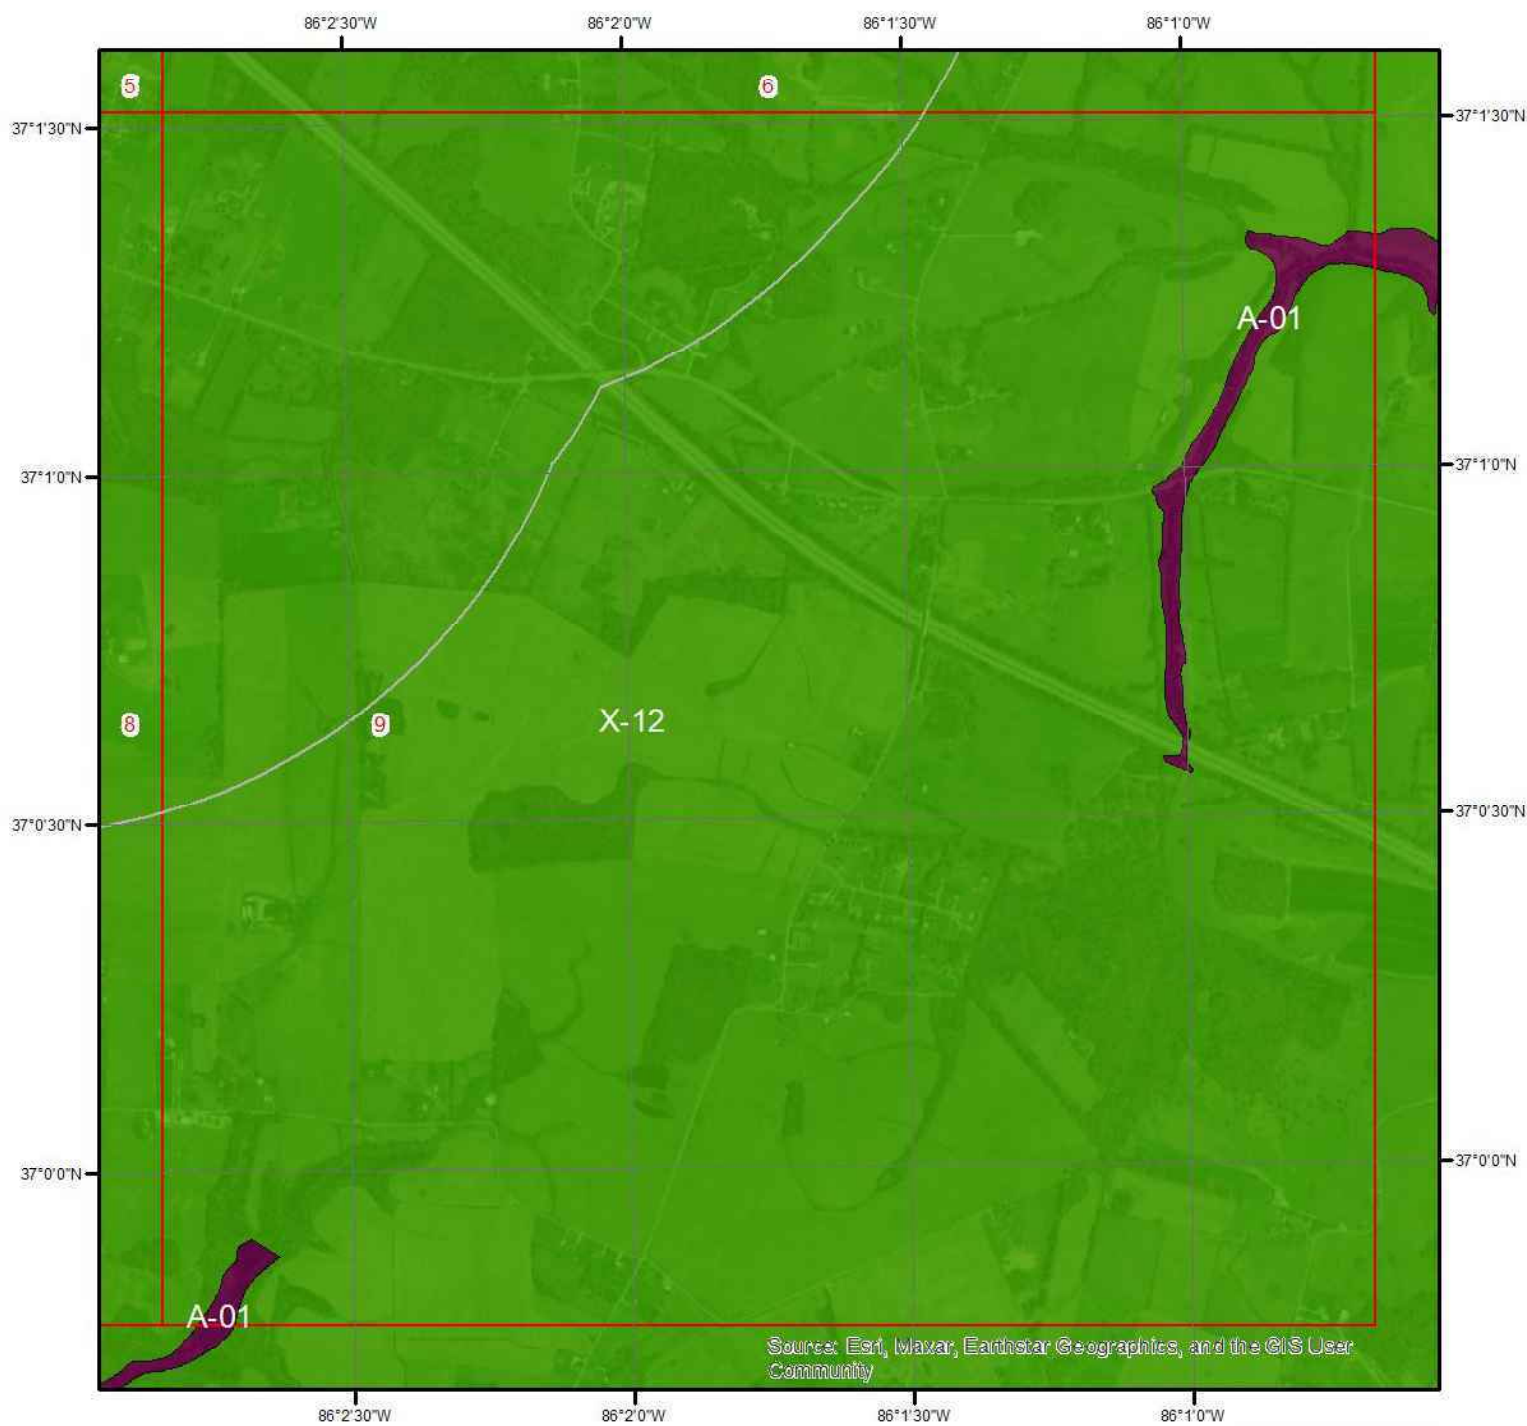 86°2'30"W 86°2'0"W 86°1'30"W 86°1'0"W
5 6
37°1'30"N 37°1'30"N
A-01
37°1'0"N 37°1'0"N
X-12
8 9
37°0'30"N 37°0'30"N
37°0'0"N 37°0'0"N
A-01
Source: Esri, Maxar, Earthstar Geographics, and the GIS User
Community
86°2'30"W 86°2'0"W 86°1'30"W 86°1'0"W